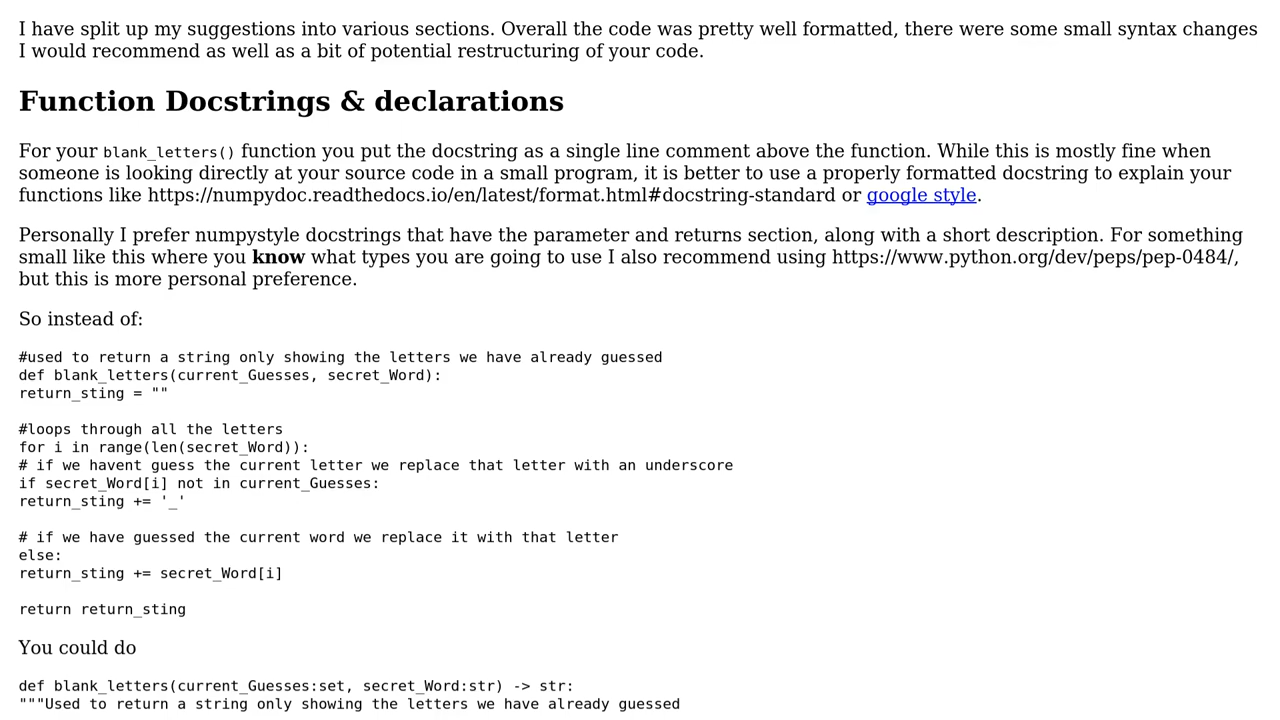 I have split up my suggestions into various sections. Overall the code was pretty well formatted, there were some small syntax changes
I would recommend as well as a bit of potential restructuring of your code.
Function Docstrings & declarations
For your blank_letters() function you put the docstring as a single line comment above the function. While this is mostly fine when
someone is looking directly at your source code in a small program, it is better to use a properly formatted docstring to explain your
functions like https://numpydoc.readthedocs.io/en/latest/format.html#docstring-standard or google style.
Personally I prefer numpystyle docstrings that have the parameter and returns section, along with a short description. For something
small like this where you know what types you are going to use I also recommend using https://www.python.org/dev/peps/pep-0484/,
but this is more personal preference.
So instead of:
#used to return a string only showing the letters we have already guessed
def blank_letters(current_Guesses, secret_Word):
return_sting = ""
#loops through all the letters
for i in range(len(secret_Word)):
# if we havent guess the current letter we replace that letter with an underscore
if secret_Word[i] not in current_Guesses:
return_sting += '_'
# if we have guessed the current word we replace it with that letter
else:
return_sting += secret_Word[i]
return return_sting
You could do
def blank_letters(current_Guesses:set, secret_Word:str) -> str:
"""Used to return a string only showing the letters we have already guessed